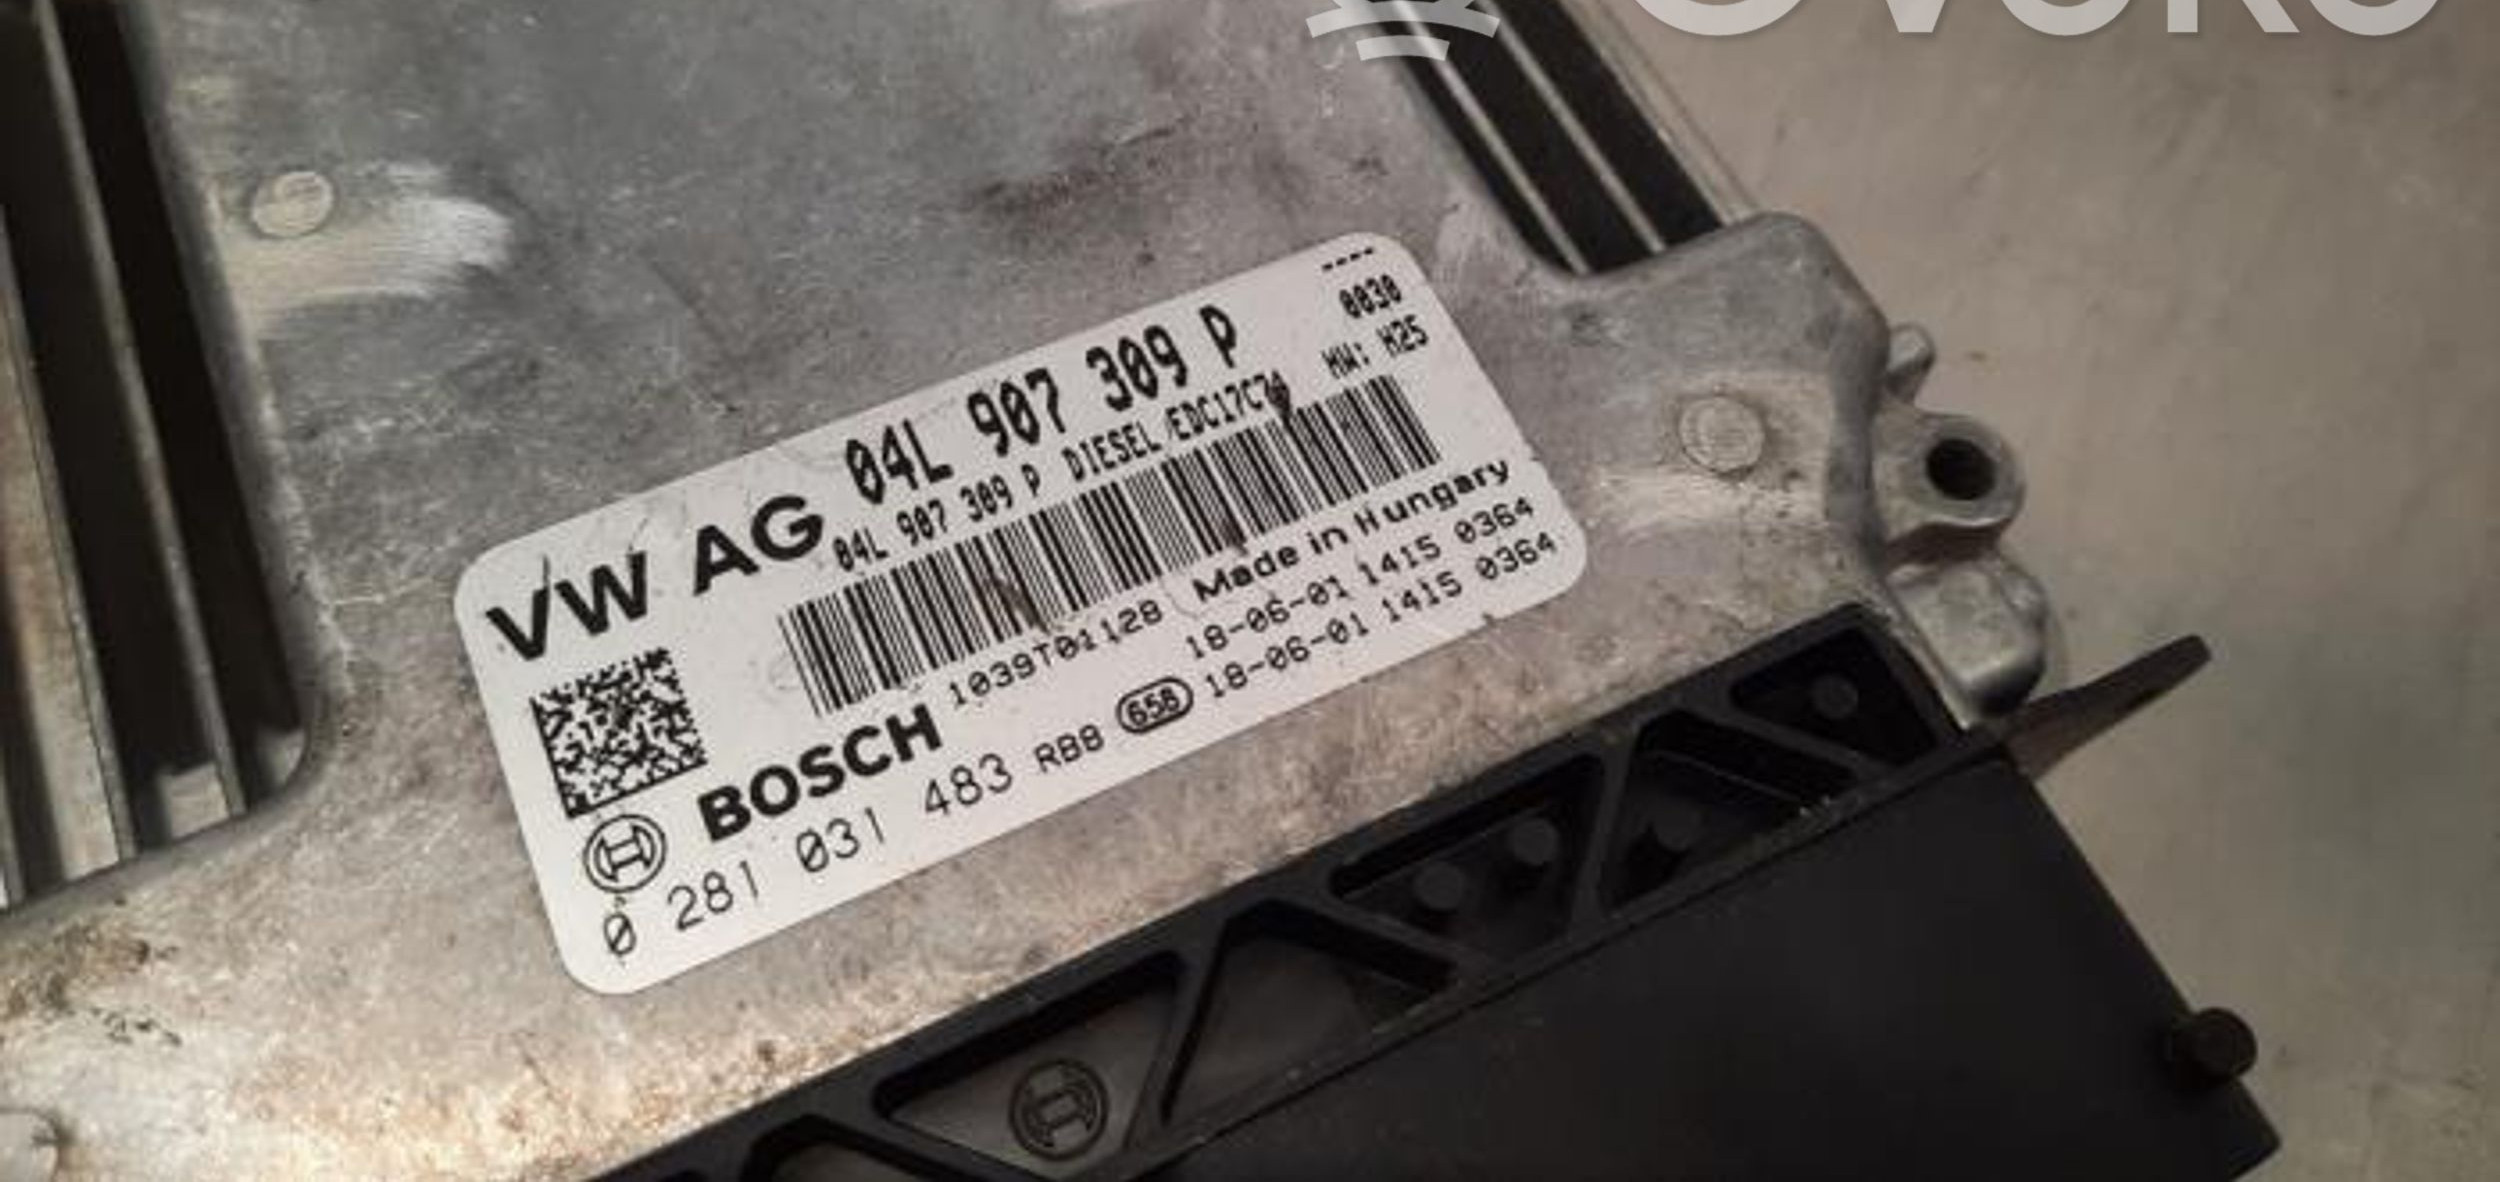 ----
0030
VW AG 04L 907 309 P
HW: H25
04L 907 309 P DIESEL EDC17C74
Made in Hungary
BOSCH 1039T01128 18-06-01 1415 0364
0 281 031 483 RBB 658 18-06-01 1415 0364